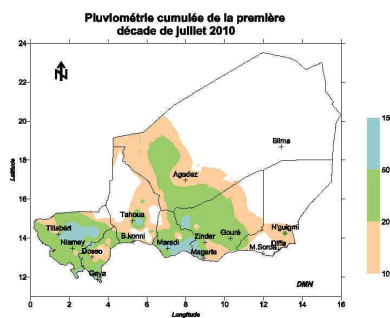 Pluviométrie cumulée de la première
décade de juillet 2010
24
22
20
18
16
14
12
Latitude
N
Bilma
Agadez
Tahoua
N'guigmi
Tillabéri
Gouré
Niamey
B.konni
Maradi
Zinder
Diffa
Dosso
Magaria
M.Soroa
Gaya
DMN
0 2 4 6 8 10 12 14 16
Longitude
50
20
10